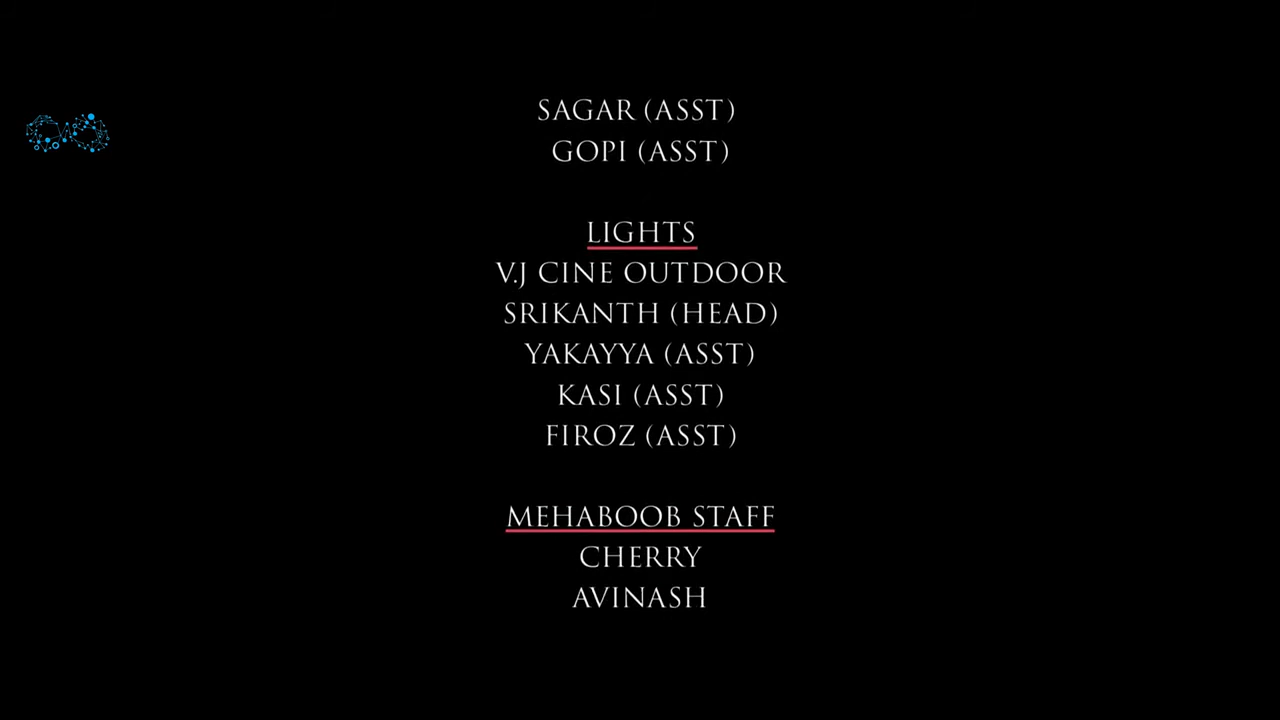 SAGAR (ASST)
GOPI (ASST)
LIGHTS
V.J CINE OUTDOOR
SRIKANTH (HEAD)
YAKAYYA (ASST)
KASI (ASST)
FIROZ (ASST)
MEHABOOB STAFF
CHERRY
AVINASH